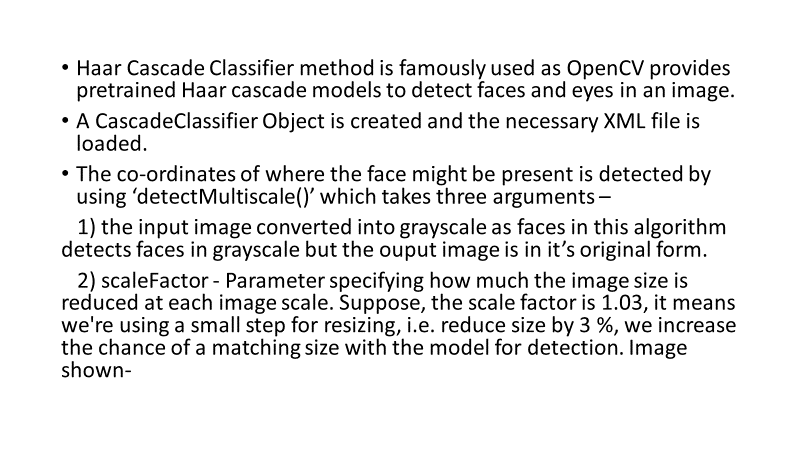 • Haar Cascade Classifier method is famously used as OpenCV provides
pretrained Haar cascade models to detect faces and eyes in an image.
• A CascadeClassifier Object is created and the necessary XML file is
loaded.
• The co-ordinates of where the face might be present is detected by
using ‘detectMultiscale()’ which takes three arguments –
1) the input image converted into grayscale as faces in this algorithm
detects faces in grayscale but the ouput image is in it’s original form.
2) scaleFactor - Parameter specifying how much the image size is
reduced at each image scale. Suppose, the scale factor is 1.03, it means
we're using a small step for resizing, i.e. reduce size by 3 %, we increase
the chance of a matching size with the model for detection. Image
shown-